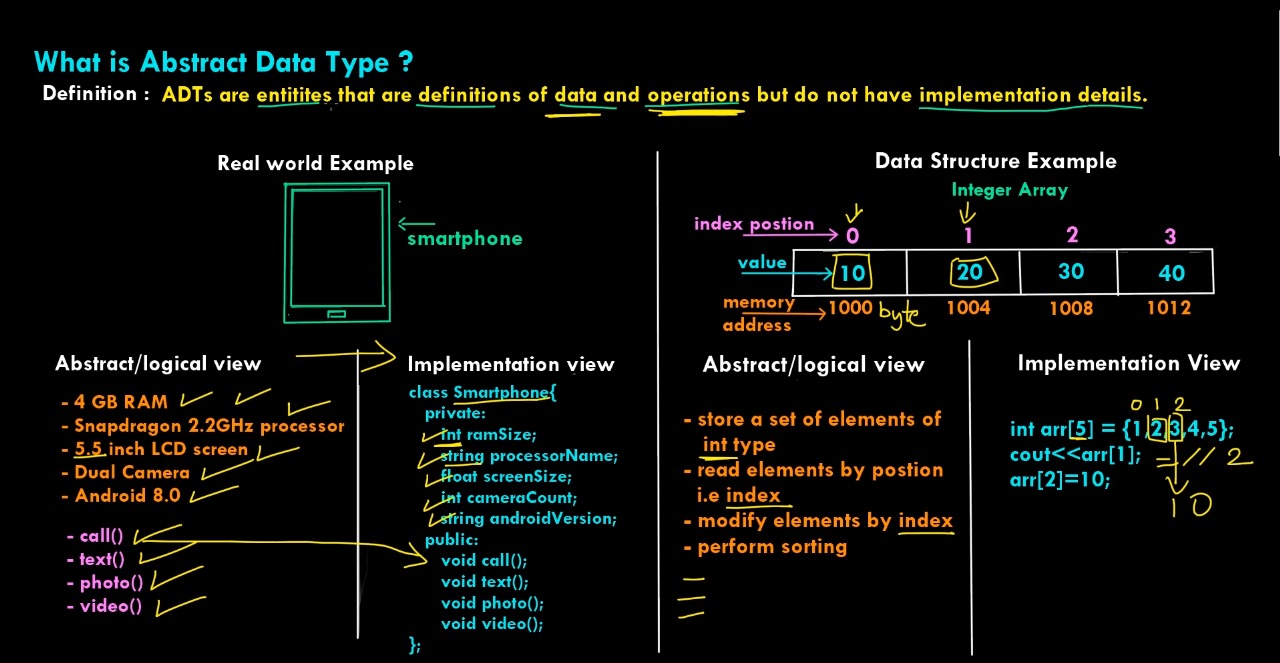 What is Abstract Data Type ?
Definition : ADTs are entitites that are definitions of data and operations but do not have implementation details.
Real world Example
smartphone
Abstract/logical view
- 4 GB RAM
- Snapdragon 2.2GHz processor
- 5.5 inch LCD screen
- Dual Camera
- Android 8.0
- call()
- text()
- photo()
- video()
Implementation view
class Smartphone{
private:
int ramSize;
string processorName;
float screenSize;
int cameraCount;
string androidVersion;
public:
void call();
void text();
void photo();
void video();
};
Data Structure Example
Integer Array
index postion 0 1 2 3
value 10 20 30 40
memory address 1000 byte 1004 1008 1012
Abstract/logical view
- store a set of elements of
int type
- read elements by postion
i.e index
- modify elements by index
- perform sorting
Implementation View
0 1 2
int arr[5] = {1,2,3,4,5};
cout<<arr[1]; = // 2
arr[2]=10;
10